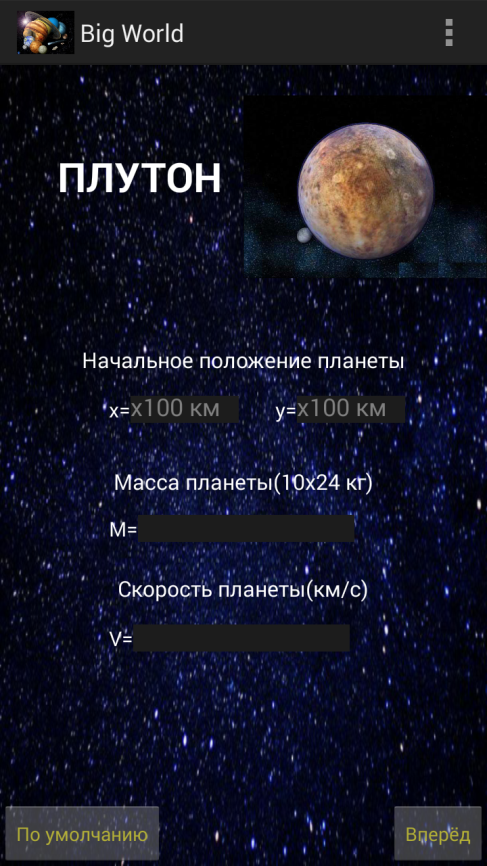 Big World
ПЛУТОН
Начальное положение планеты
x=x100 км y=x100 км
Масса планеты(10x24 кг)
M=
Скорость планеты(км/с)
V=
По умолчанию Вперёд